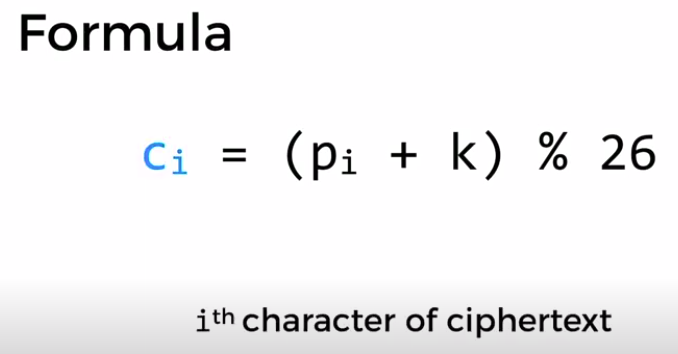 Formula
cᵢ = (pᵢ + k) % 26
iᵗʰ character of ciphertext